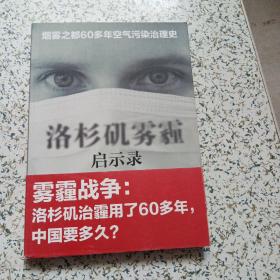 烟雾之都60多年空气污染治理史
洛杉矶雾霾
启示录
雾霾战争：
洛杉矶治霾用了60多年，
中国要多久？